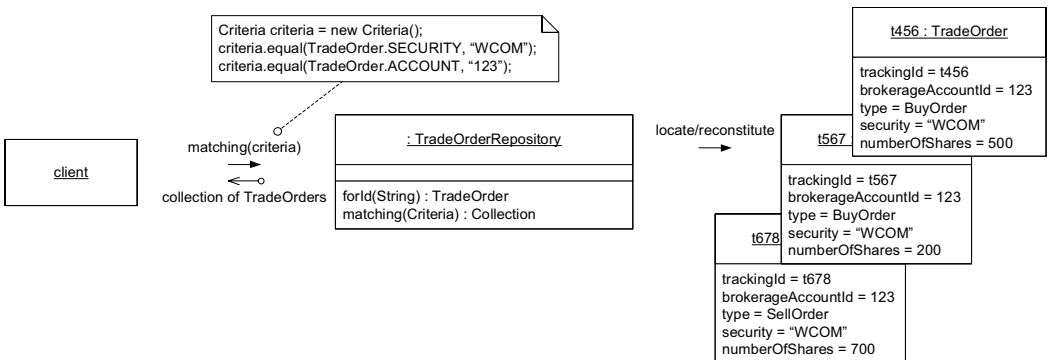 Criteria criteria = new Criteria();
criteria.equal(TradeOrder.SECURITY, “WCOM”);
criteria.equal(TradeOrder.ACCOUNT, “123”);
client
matching(criteria)
collection of TradeOrders
: TradeOrderRepository
forId(String) : TradeOrder
matching(Criteria) : Collection
locate/reconstitute
t456 : TradeOrder
trackingId = t456
brokerageAccountId = 123
type = BuyOrder
security = “WCOM”
numberOfShares = 500
t567 :
trackingId = t567
brokerageAccountId = 123
type = BuyOrder
security = “WCOM”
numberOfShares = 200
t678
trackingId = t678
brokerageAccountId = 123
type = SellOrder
security = “WCOM”
numberOfShares = 700